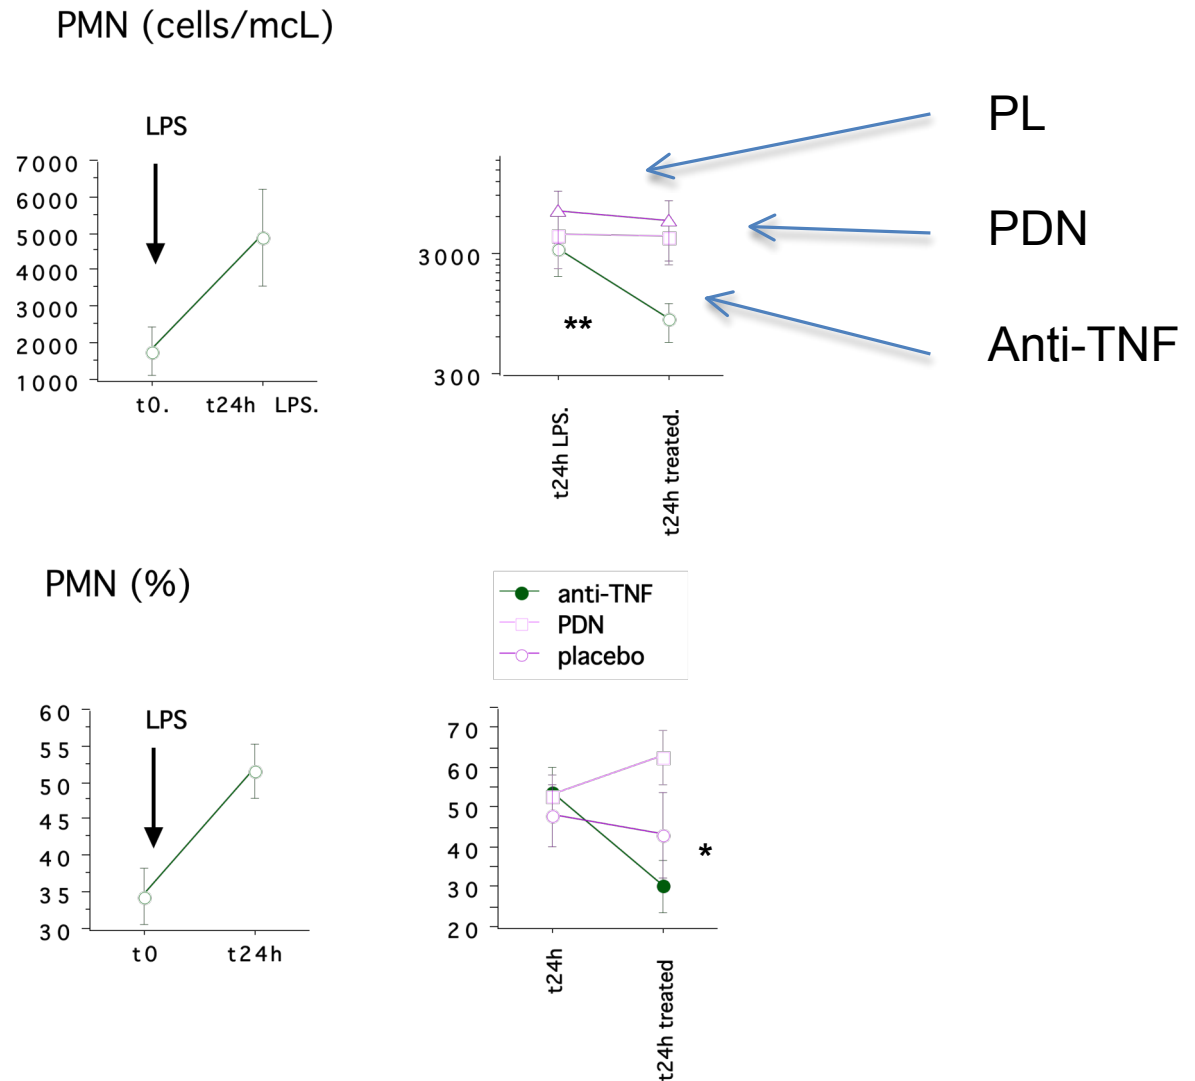 PMN (cells/mcL)
LPS
7000
6000
5000
4000
3000
2000
1000
t0. t24h LPS.
3000
300
**
t24h LPS.
t24h treated.
PL
PDN
Anti-TNF
PMN (%)
anti-TNF
PDN
placebo
LPS
60
55
50
45
40
35
30
t0 t24h
70
60
50
40
30
20
*
t24h
t24h treated